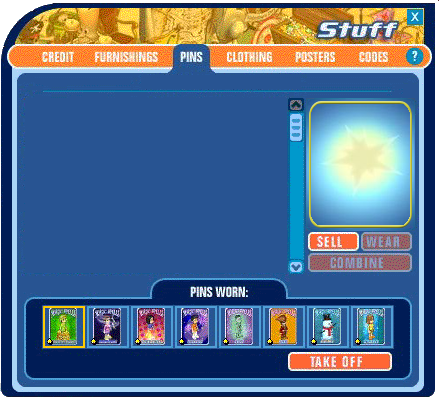 Stuff
X
CREDIT FURNISHINGS PINS CLOTHING POSTERS CODES ?
SELL WEAR
COMBINE
PINS WORN:
TAKE OFF